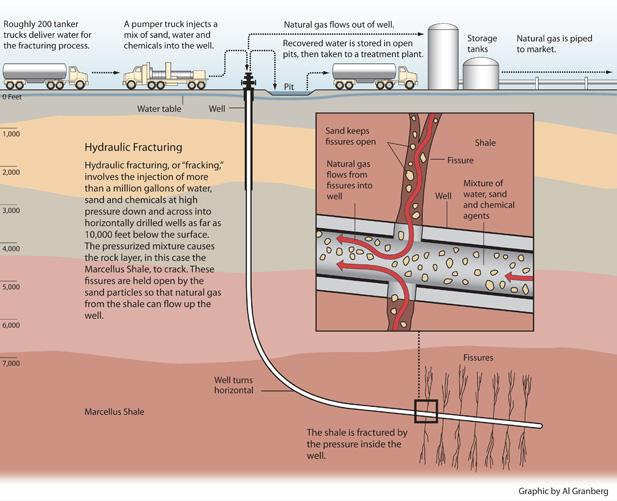 Roughly 200 tanker
trucks deliver water for
the fracturing process.
A pumper truck injects a
mix of sand, water and
chemicals into the well.
Natural gas flows out of well.
Recovered water is stored in open
pits, then taken to a treatment plant.
Storage
tanks
Natural gas is piped
to market.
Pit
0 Feet
Water table
Well
1,000
2,000
3,000
4,000
5,000
6,000
7,000
Hydraulic Fracturing
Hydraulic fracturing, or “fracking,”
involves the injection of more
than a million gallons of water,
sand and chemicals at high
pressure down and across into
horizontally drilled wells as far as
10,000 feet below the surface.
The pressurized mixture causes
the rock layer, in this case the
Marcellus Shale, to crack. These
fissures are held open by the
sand particles so that natural gas
from the shale can flow up the
well.
Sand keeps
fissures open
Shale
Fissure
Natural gas
flows from
fissures into
well
Well
Mixture of
water, sand
and chemical
agents
Well turns
horizontal
Fissures
Marcellus Shale
The shale is fractured by
the pressure inside the
well.
Graphic by Al Granberg